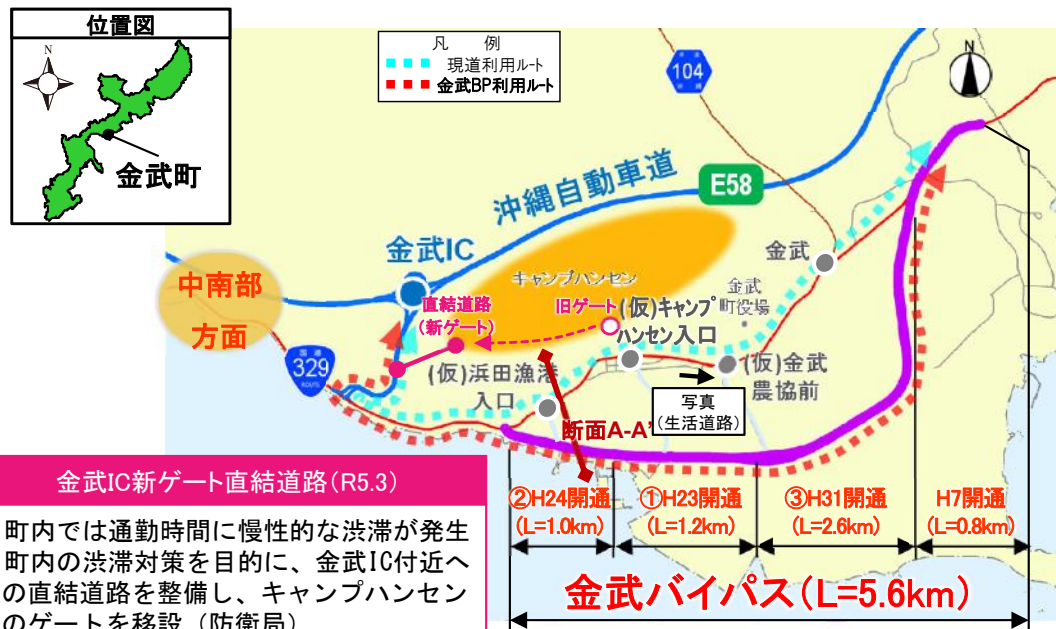 位置図
N
金武町
凡 例
現道利用ルート
金武BP利用ルート
104
N
沖縄自動車道
E58
金武IC
中南部
方面
キャンプハンセン
金武
金武
町役場
直結道路
(新ゲート)
旧ゲート
(仮)キャンプ
ハンセン入口
国道
329
ROUTE
(仮)浜田漁港
入口
(仮)金武
農協前
写真
(生活道路)
断面A-A'
金武IC新ゲート直結道路(R5.3)
町内では通勤時間に慢性的な渋滞が発生
町内の渋滞対策を目的に、金武IC付近へ
の直結道路を整備し、キャンプハンセン
のゲートを移設(防衛局)
②H24開通
(L=1.0km)
①H23開通
(L=1.2km)
③H31開通
(L=2.6km)
H7開通
(L=0.8km)
金武バイパス(L=5.6km)